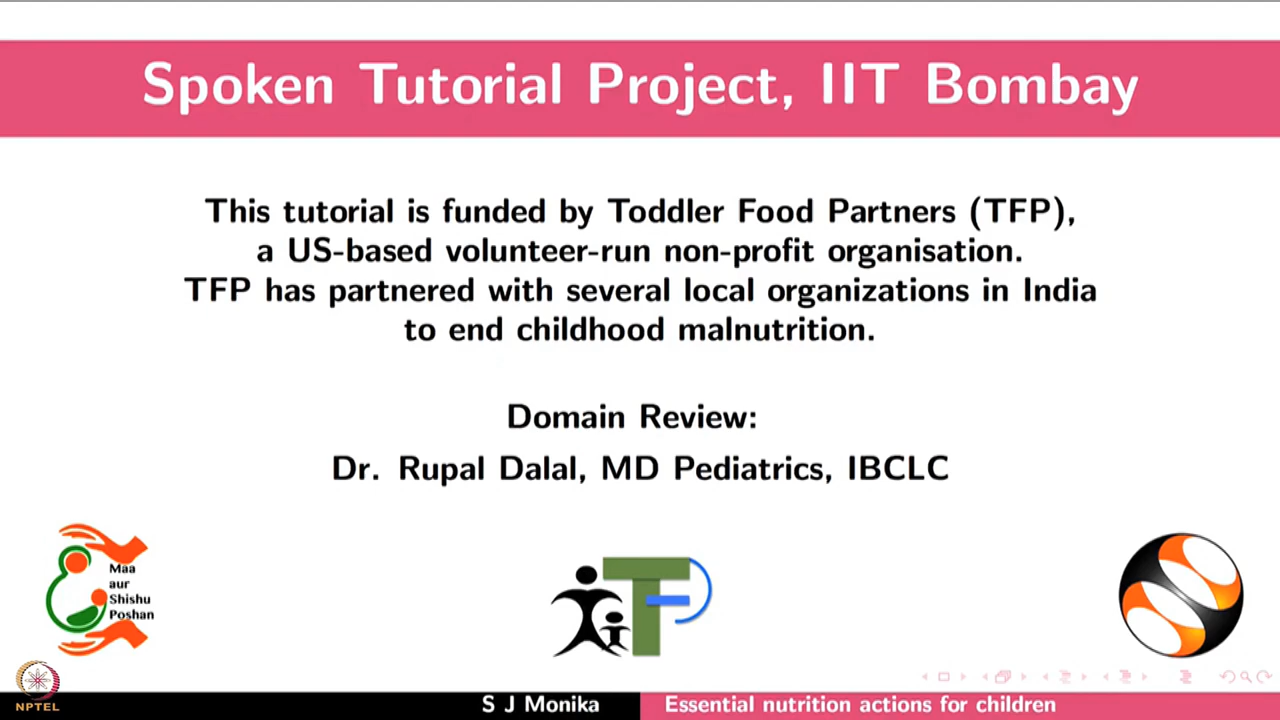 Spoken Tutorial Project, IIT Bombay
This tutorial is funded by Toddler Food Partners (TFP),
a US-based volunteer-run non-profit organisation.
TFP has partnered with several local organizations in India
to end childhood malnutrition.
Domain Review:
Dr. Rupal Dalal, MD Pediatrics, IBCLC
Maa
aur
Shishu
Poshan
TF
NPTEL
S J Monika
Essential nutrition actions for children